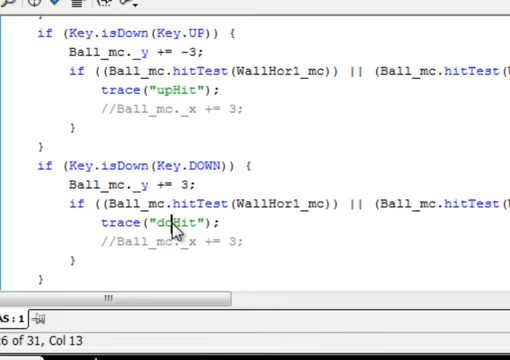 if (Key.isDown(Key.UP)) {
Ball_mc._y += -3;
if ((Ball_mc.hitTest(WallHor1_mc)) || (Ball_mc.hitTest(W
trace("upHit");
//Ball_mc._x += 3;
}
}
if (Key.isDown(Key.DOWN)) {
Ball_mc._y += 3;
if ((Ball_mc.hitTest(WallHor1_mc)) || (Ball_mc.hitTest(W
trace("doHit");
//Ball_mc._x += 3;
}
}
AS : 1
26 of 31, Col 13